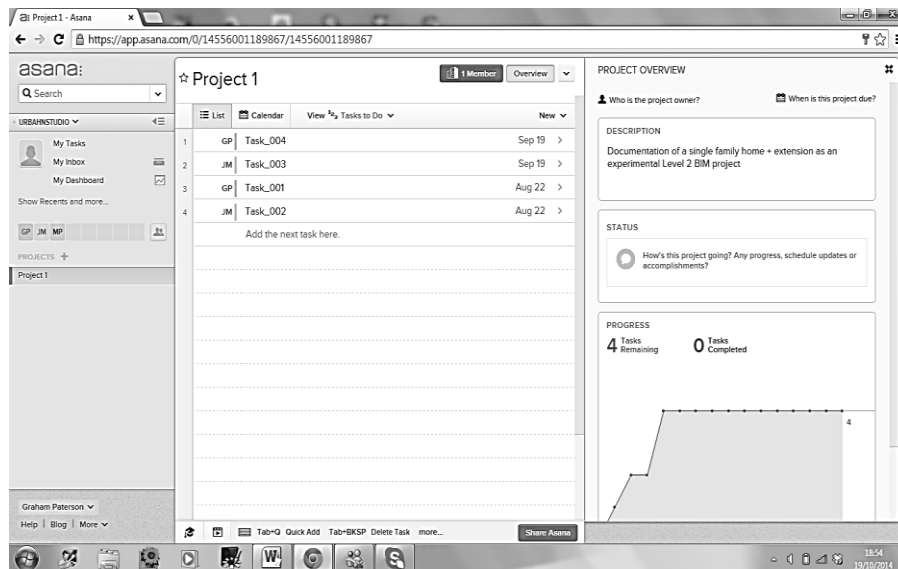 Project 1 - Asana
https://app.asana.com/0/14556001189867/14556001189867
asana:
Search
URBAHNSTUDIO
My Tasks
My Inbox
My Dashboard
Show Recents and more...
GP JM MP
PROJECTS +
Project 1
Graham Paterson
Help | Blog | More
Project 1
1 Member
Overview
List
Calendar
View Tasks to Do
New
1 GP Task_004 Sep 19
2 JM Task_003 Sep 19
3 GP Task_001 Aug 22
4 JM Task_002 Aug 22
Add the next task here.
Tab+Q Quick Add Tab+BKSP Delete Task more...
Share Asana
PROJECT OVERVIEW
Who is the project owner?
When is this project due?
DESCRIPTION
Documentation of a single family home + extension as an
experimental Level 2 BIM project
STATUS
How's this project going? Any progress, schedule updates or
accomplishments?
PROGRESS
4 Tasks Remaining
0 Tasks Completed
4
18:54
19/10/2014